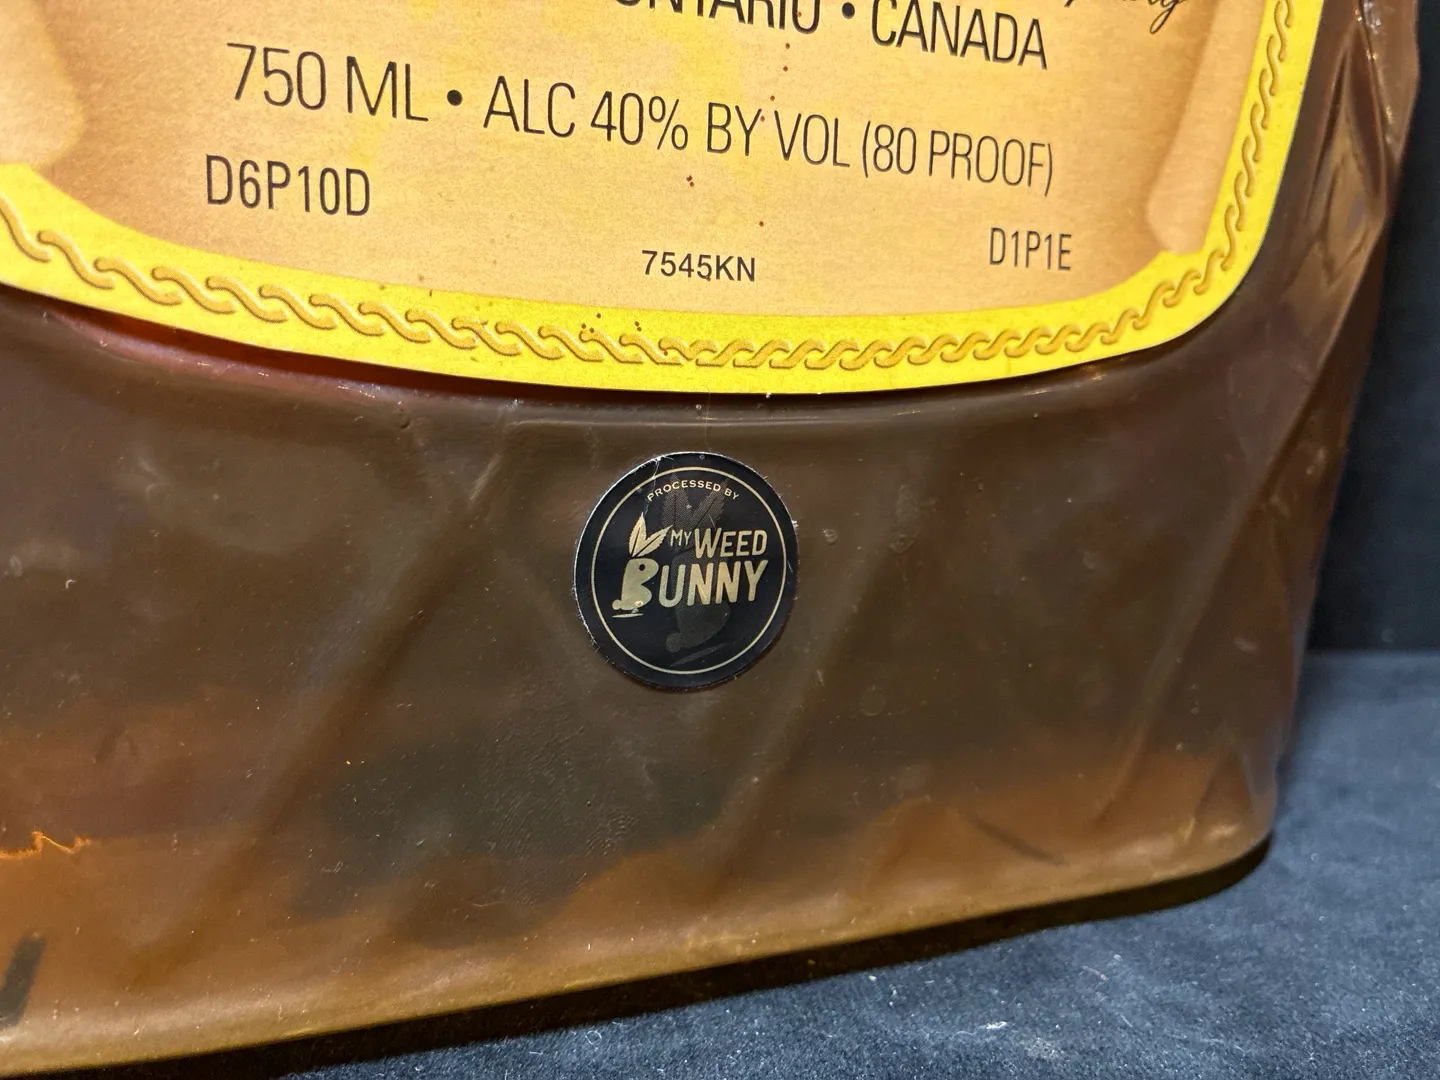 ONTARIO • CANADA
750 ML • ALC 40% BY VOL (80 PROOF)
D6P10D
D1P1E
7545KN
PROCESSED BY
MY WEED
BUNNY